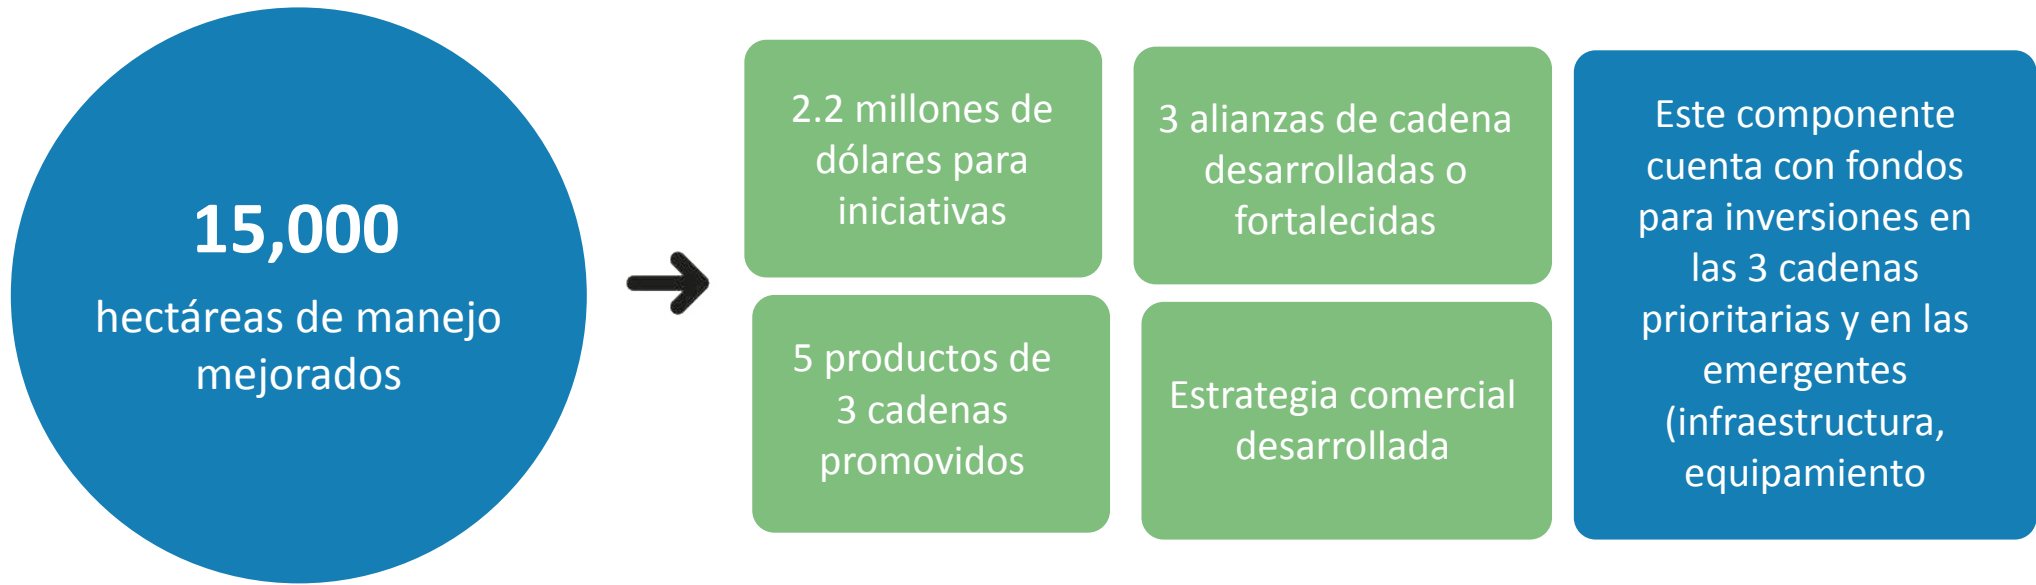 15,000
hectáreas de manejo
mejorados
2.2 millones de
dólares para
iniciativas
3 alianzas de cadena
desarrolladas o
fortalecidas
5 productos de
3 cadenas
promovidos
Estrategia comercial
desarrollada
Este componente
cuenta con fondos
para inversiones en
las 3 cadenas
prioritarias y en las
emergentes
(infraestructura,
equipamiento